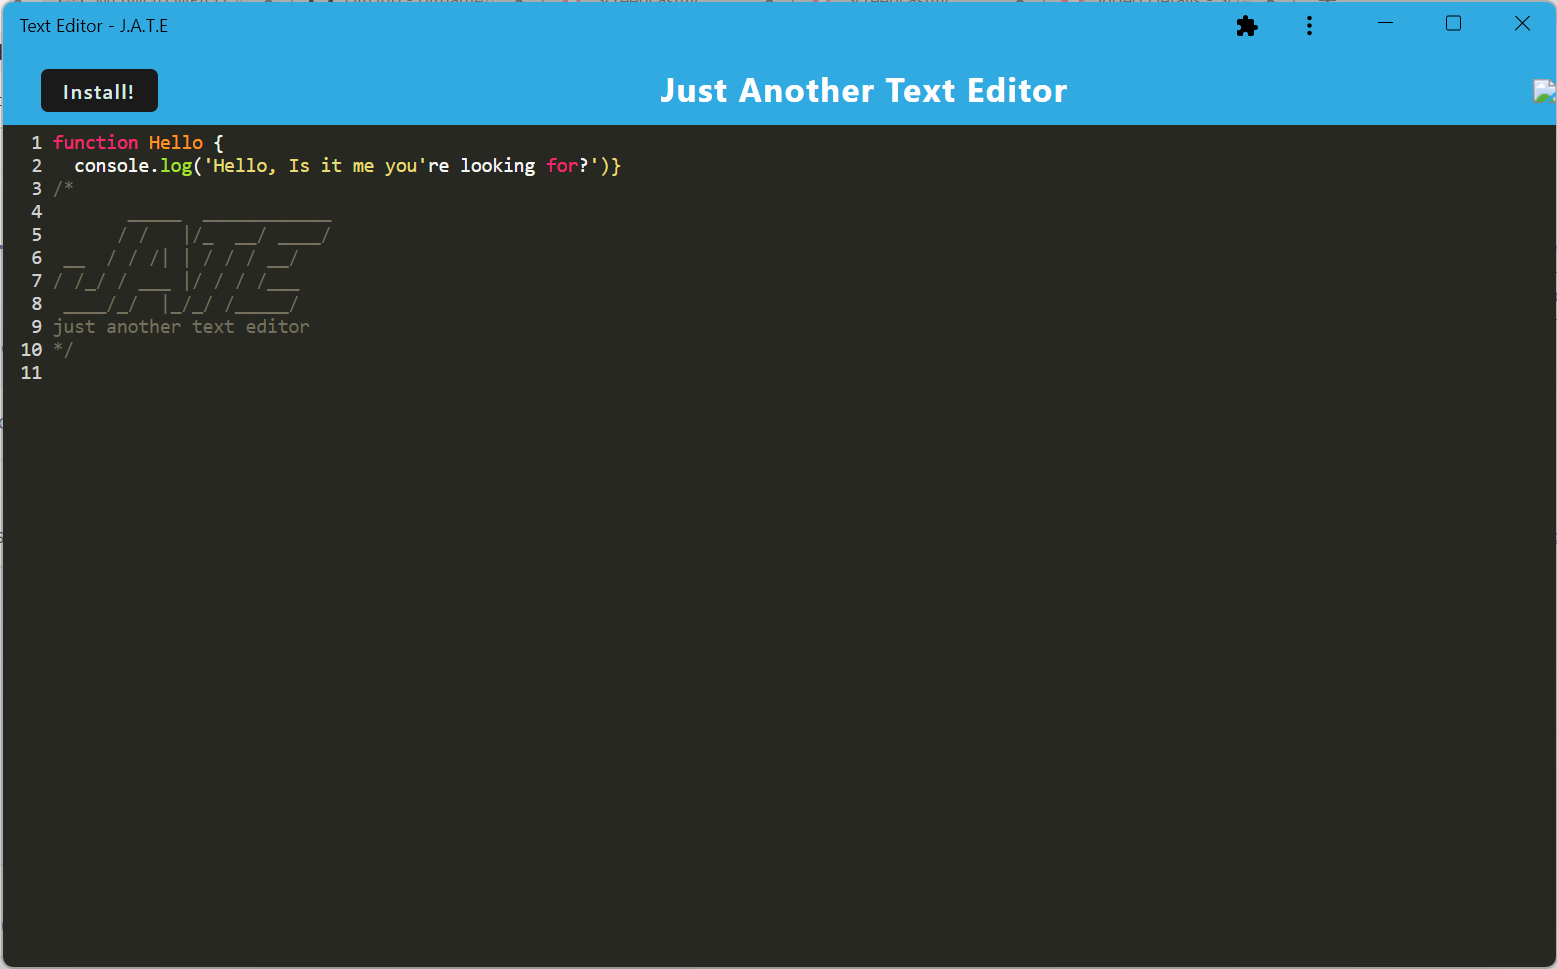 Text Editor - J.A.T.E
Install!
Just Another Text Editor
1 function Hello {
2   console.log('Hello, Is it me you're looking for?')}
3 /*
4        _____  ____________
5       / /   |/_  __/ ____/
6  __  / / /| | / / / __/
7 / /_/ / ___ |/ / / /___
8  ____/_/  |_/_/ /_____/
9 just another text editor
10 */
11